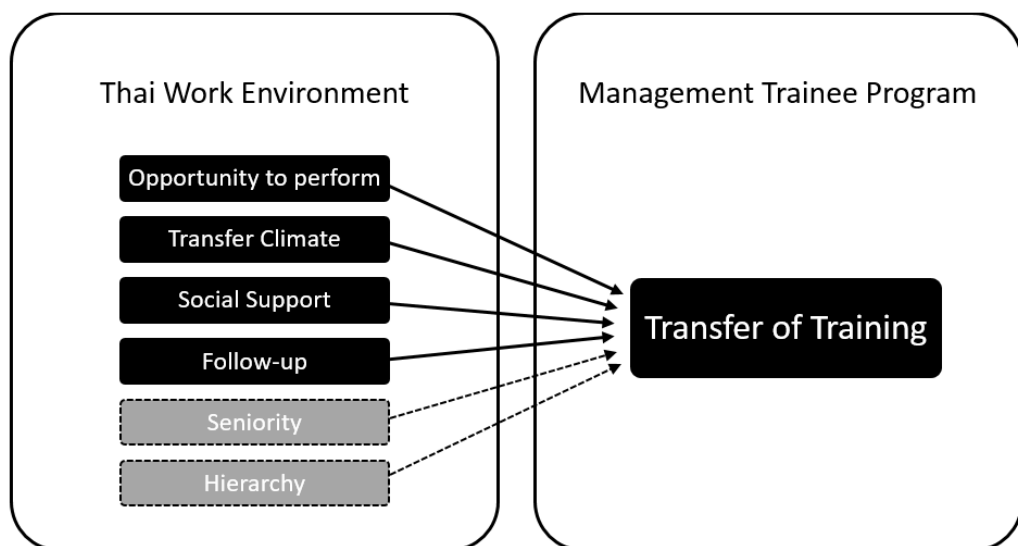 Thai Work Environment
Management Trainee Program
Opportunity to perform
Transfer Climate
Social Support
Follow-up
Seniority
Hierarchy
Transfer of Training